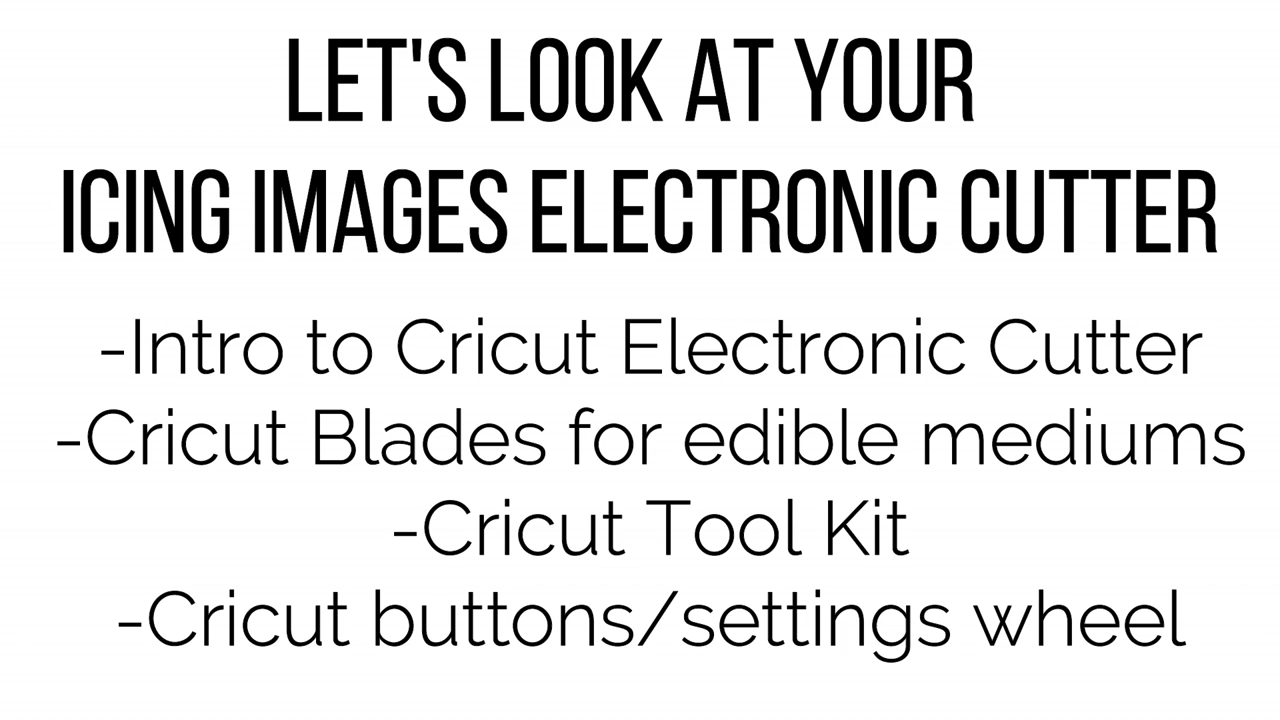 LET'S LOOK AT YOUR
ICING IMAGES ELECTRONIC CUTTER
-Intro to Cricut Electronic Cutter
-Cricut Blades for edible mediums
-Cricut Tool Kit
-Cricut buttons/settings wheel